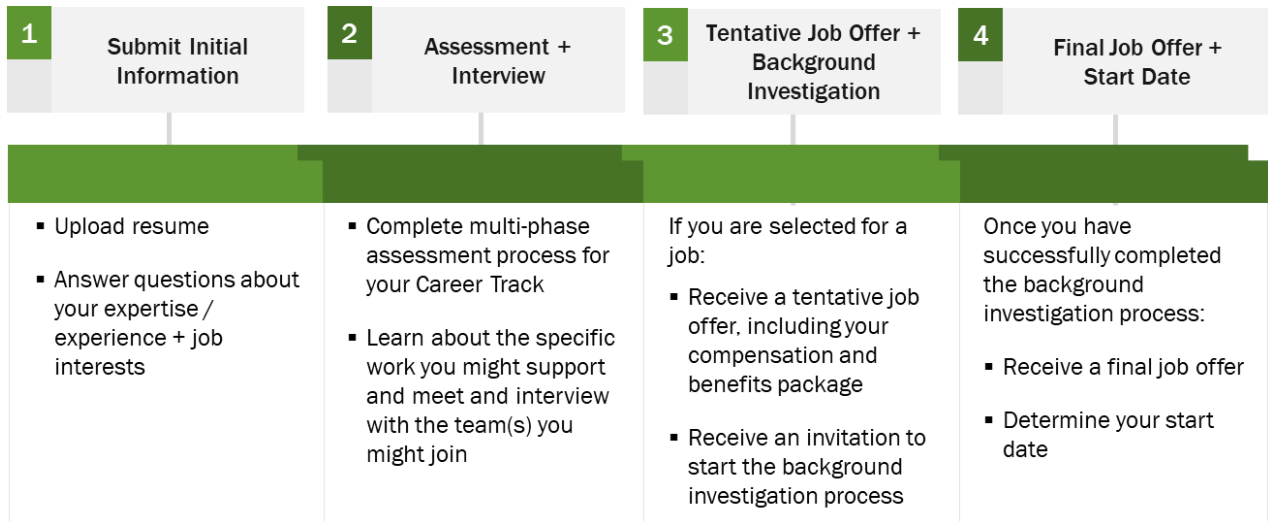 1
Submit Initial
Information
2
Assessment +
Interview
3
Tentative Job Offer +
Background
Investigation
4
Final Job Offer +
Start Date
▪ Upload resume
▪ Answer questions about
your expertise /
experience + job
interests
▪ Complete multi-phase
assessment process for
your Career Track
▪ Learn about the specific
work you might support
and meet and interview
with the team(s) you
might join
If you are selected for a
job:
▪ Receive a tentative job
offer, including your
compensation and
benefits package
▪ Receive an invitation to
start the background
investigation process
Once you have
successfully completed
the background
investigation process:
▪ Receive a final job offer
▪ Determine your start
date